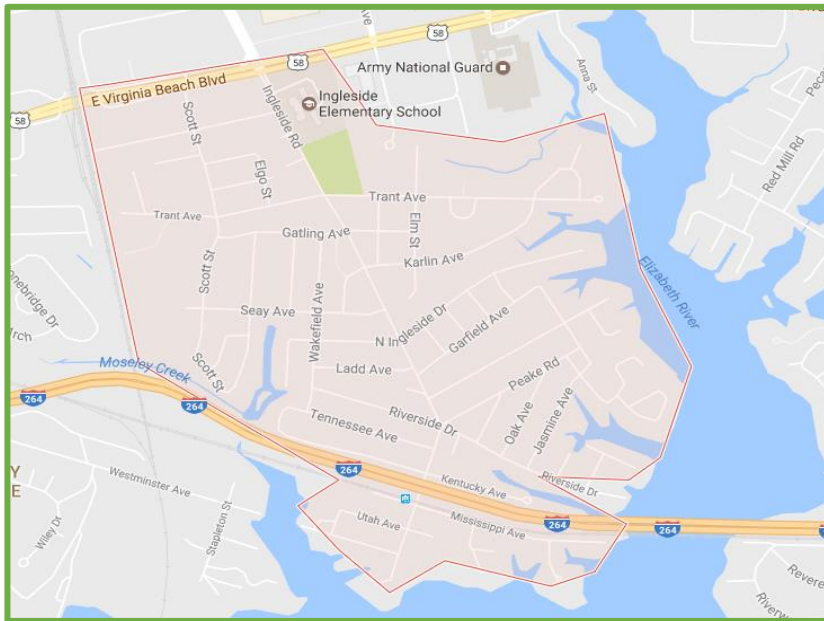 58
58
58
58
E Virginia Beach Blvd
Army National Guard
Anna St
Ingleside
Elementary School
Ingleside Rd
Scott St
Elgo St
Red Mill Rd
Trant Ave
Trant Ave
Gatling Ave
Elm St
Karlin Ave
Elizabeth River
Scott St
Seay Ave
Wakefield Ave
N Ingleside Dr
Garfield Ave
Moseley Creek
Scott St
Ladd Ave
Peake Rd
264
264
Tennessee Ave
Riverside Dr
Oak Ave
Jasmine Ave
264
Kentucky Ave
Riverside Dr
Westminster Ave
Stapleton St
Wiley Dr
Utah Ave
Mississippi Ave
264
264